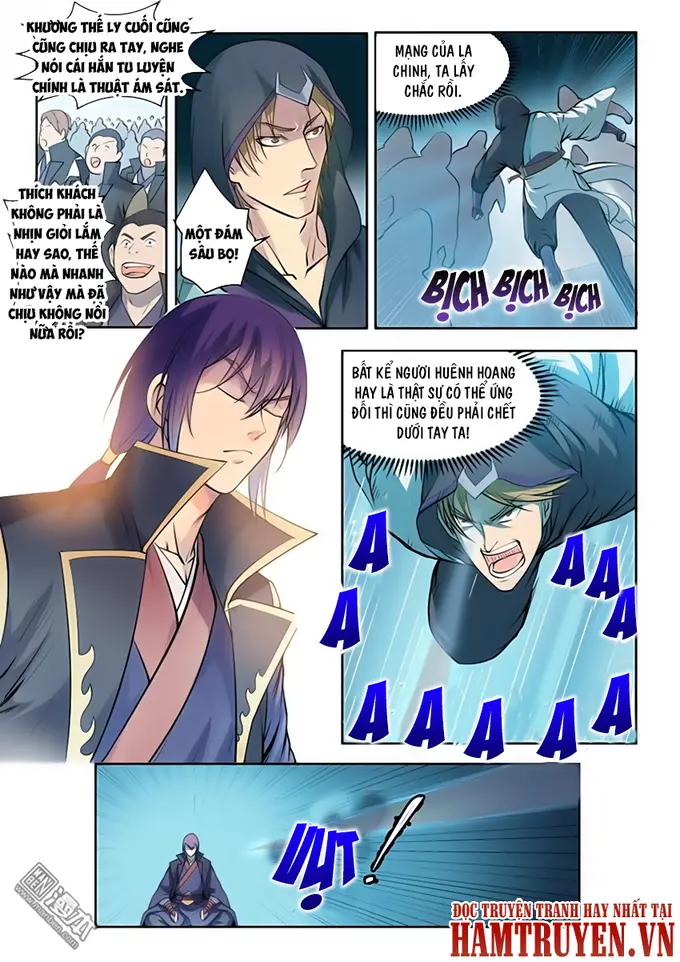 KHƯƠNG THẾ LY CUỐI CŨNG
CŨNG CHỊU RA TAY, NGHE
NÓI CÁI HẮN TU LUYỆN
CHÍNH LÀ THUẬT ÁM SÁT.
THÍCH KHÁCH
KHÔNG PHẢI LÀ
NHỊN GIỎI LẮM
HAY SAO, THẾ
NÀO MÀ NHANH
NHƯ VẬY MÀ ĐÃ
CHỊU KHÔNG NỔI
NỮA RỒI?
MỘT ĐÁM
SÂU BỌ!
MẠNG CỦA LA
CHINH, TA LẤY
CHẮC RỒI.
BỊCH BỊCH BỊCH
BẤT KỂ NGƯƠI HUÊNH HOANG
HAY LÀ THẬT SỰ CÓ THỂ ỨNG
ĐỐI THÌ CŨNG ĐỀU PHẢI CHẾT
DƯỚI TAY TA!
A A A A A A A A A A A A
VỤT !
漫本
ĐỌC TRUYỆN TRANH HAY NHẤT TẠI
HAMTRUYEN.VN